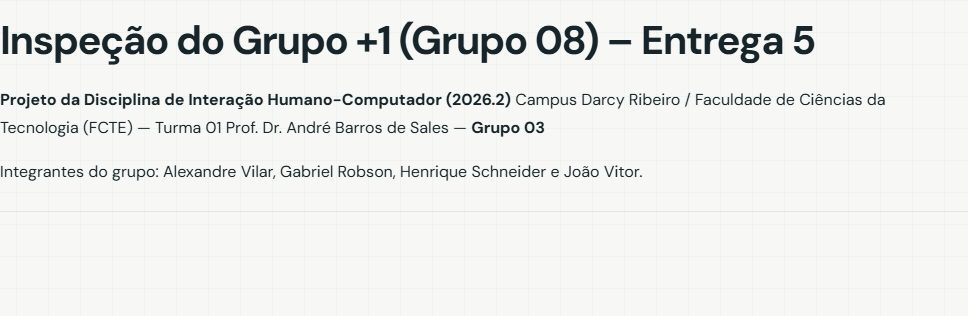 Inspeção do Grupo +1 (Grupo 08) – Entrega 5
Projeto da Disciplina de Interação Humano-Computador (2026.2) Campus Darcy Ribeiro / Faculdade de Ciências da
Tecnologia (FCTE) — Turma 01 Prof. Dr. André Barros de Sales — Grupo 03
Integrantes do grupo: Alexandre Vilar, Gabriel Robson, Henrique Schneider e João Vitor.